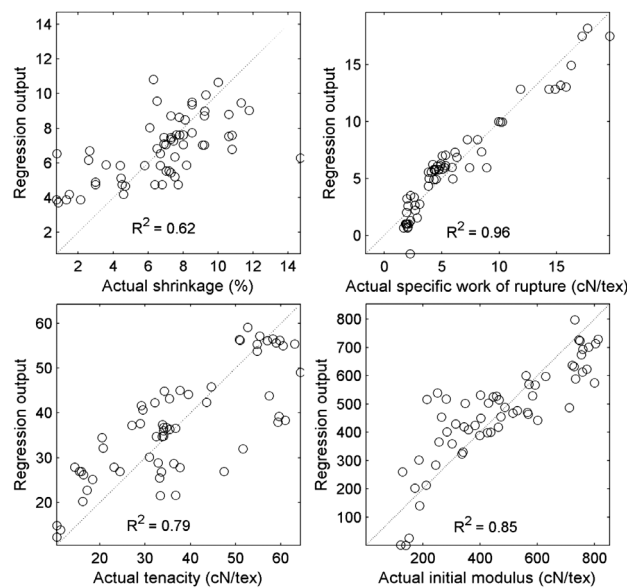 14
12
10
8
6
4
2
2 4 6 8 10 12 14
Regression output
Actual shrinkage (%)
R² = 0.62
15
10
5
0
0 5 10 15
Regression output
Actual specific work of rupture (cN/tex)
R² = 0.96
60
50
40
30
20
20 30 40 50 60
Regression output
Actual tenacity (cN/tex)
R² = 0.79
800
700
600
500
400
300
200
100
200 400 600 800
Regression output
Actual initial modulus (cN/tex)
R² = 0.85